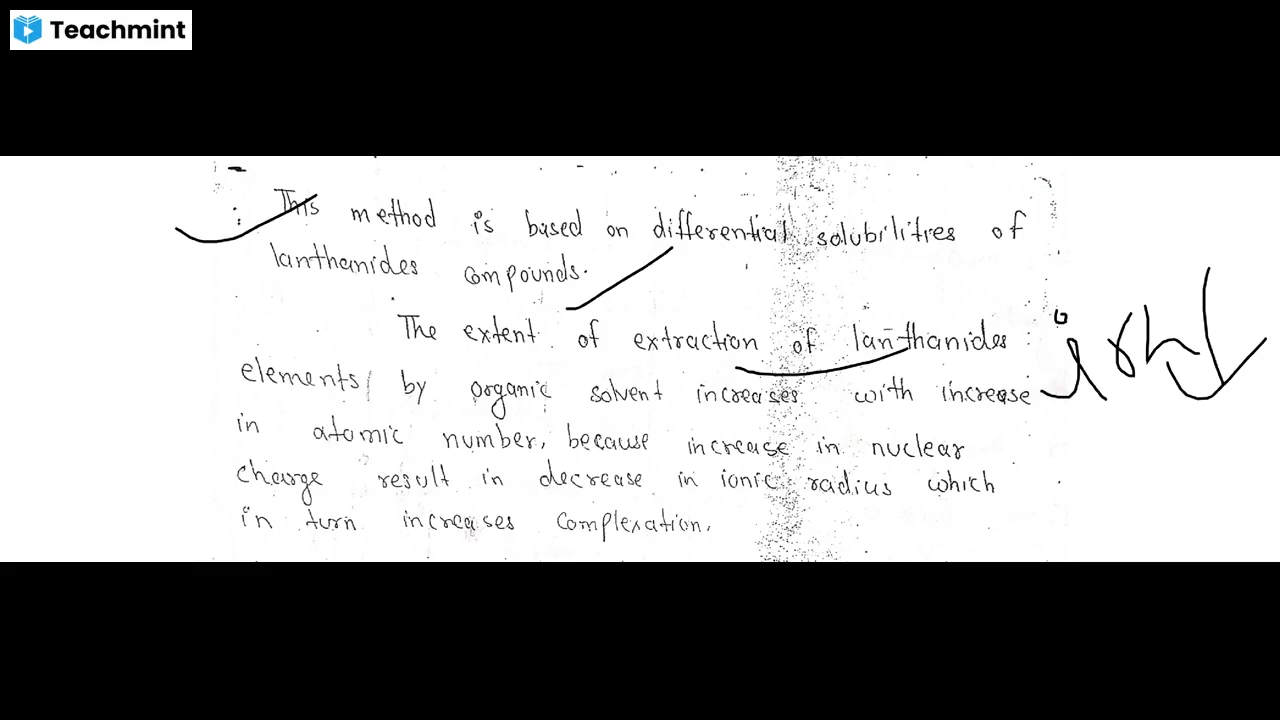 Teachmint
This method is based on differential solubilitres of
lanthanides compounds.
The extent of extraction of lanthanides
elements by organic solvent increases with increase
in atomic number, because increase in nuclear
charge result in decrease in ionic radius which
in turn increases complexation.